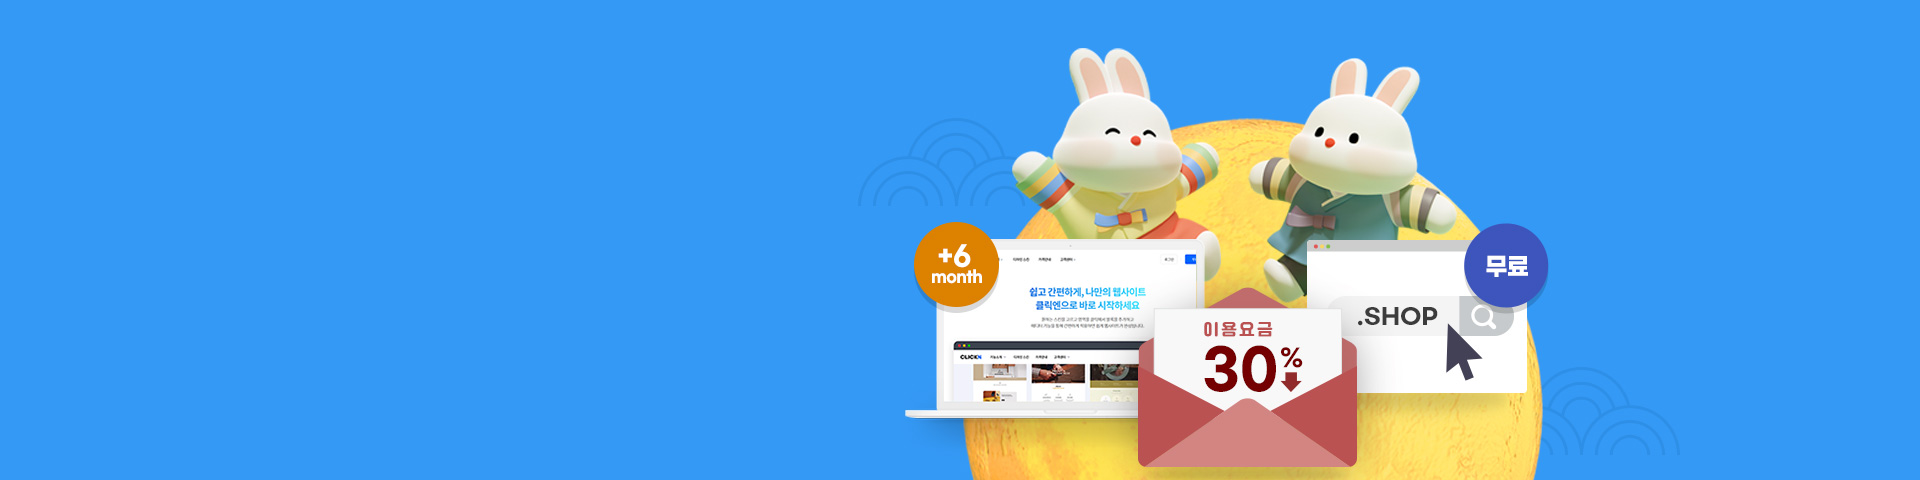 +6
month
쉽고 간편하게, 나만의 웹사이트
클릭엔으로 바로 시작하세요
CLICKN
이용요금
30%
.SHOP
무료